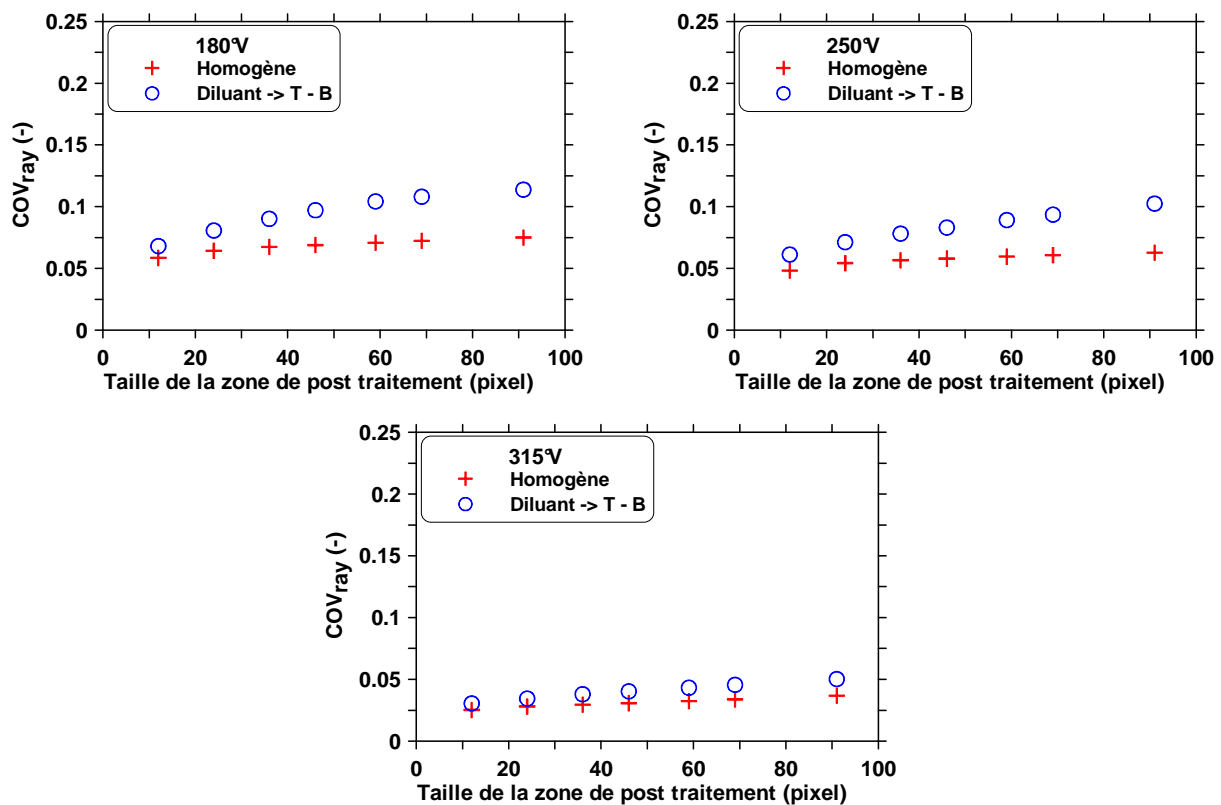 0.25
0.2
0.15
0.1
0.05
0
COVray (-)
180°V
Homogène
Diluant -> T - B
0 20 40 60 80 100
Taille de la zone de post traitement (pixel)
0.25
0.2
0.15
0.1
0.05
0
COVray (-)
250°V
Homogène
Diluant -> T - B
0 20 40 60 80 100
Taille de la zone de post traitement (pixel)
0.25
0.2
0.15
0.1
0.05
0
COVray (-)
315°V
Homogène
Diluant -> T - B
0 20 40 60 80 100
Taille de la zone de post traitement (pixel)